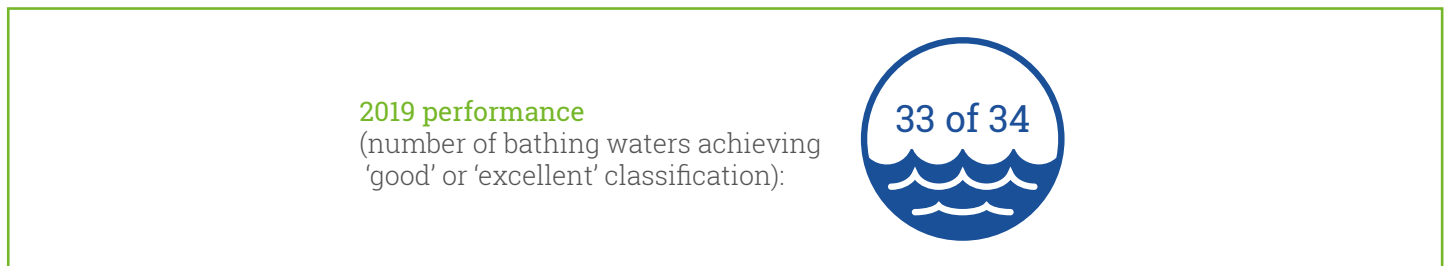 2019 performance
(number of bathing waters achieving
‘good’ or ‘excellent’ classification):
33 of 34